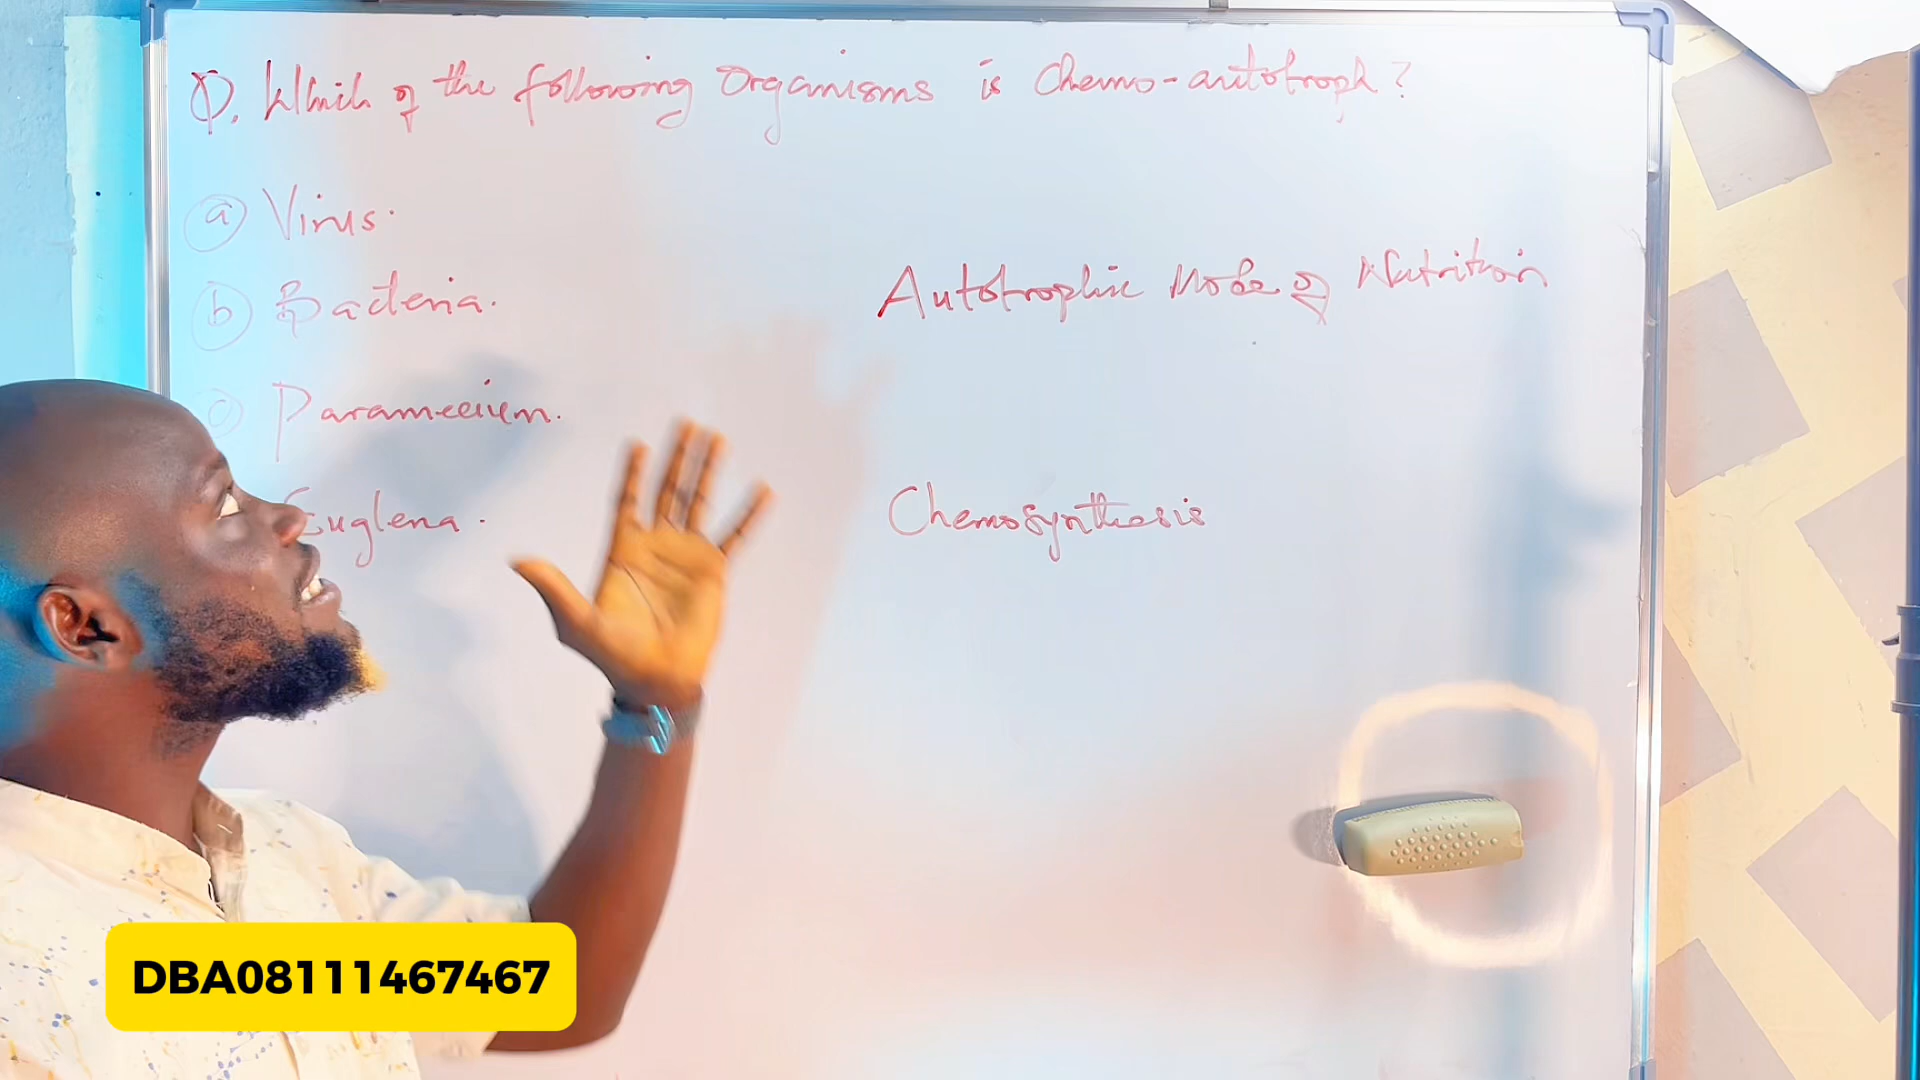 Q. Which of the following Organisms is Chemo-autotroph?
a Virus.
b Bacteria.
c Paramecium.
Euglena.
Autotrophic Mode of Nutrition
Chemosynthesis
DBA08111467467